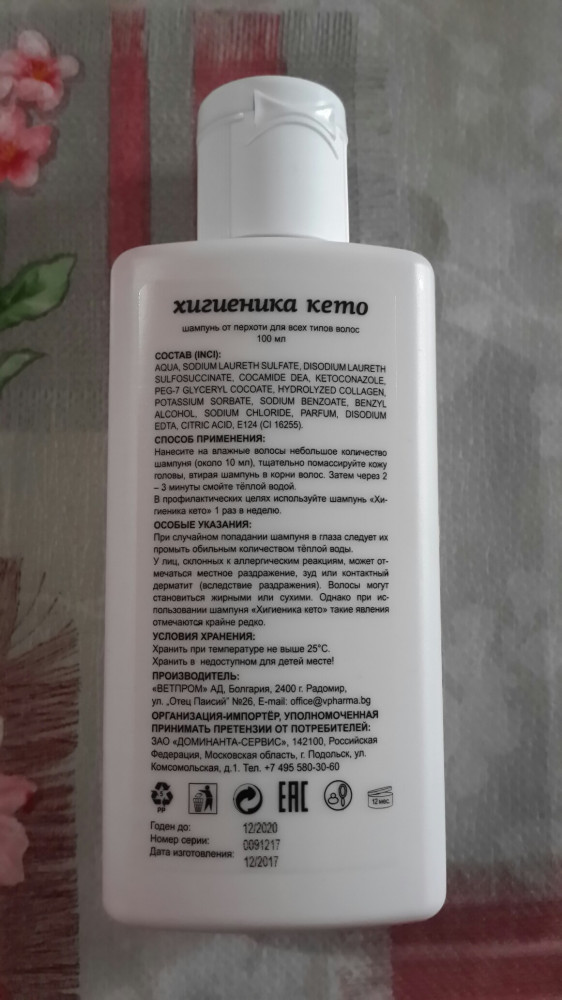 хигиеника кето
шампунь от перхоти для всех типов волос
100 мл
СОСТАВ (INCI):
AQUA, SODIUM LAURETH SULFATE, DISODIUM LAURETH
SULFOSUCCINATE, COCAMIDE DEA, KETOCONAZOLE,
PEG-7 GLYCERYL COCOATE, HYDROLYZED COLLAGEN,
POTASSIUM SORBATE, SODIUM BENZOATE, BENZYL
ALCOHOL, SODIUM CHLORIDE, PARFUM, DISODIUM
EDTA, CITRIC ACID, E124 (CI 16255).
СПОСОБ ПРИМЕНЕНИЯ:
Нанесите на влажные волосы небольшое количество
шампуня (около 10 мл), тщательно помассируйте кожу
головы, втирая шампунь в корни волос. Затем через 2
– 3 минуты смойте тёплой водой.
В профилактических целях используйте шампунь «Хи-
гиеника кето» 1 раз в неделю.
ОСОБЫЕ УКАЗАНИЯ:
При случайном попадании шампуня в глаза следует их
промыть обильным количеством тёплой воды.
У лиц, склонных к аллергическим реакциям, может от-
мечаться местное раздражение, зуд или контактный
дерматит (вследствие раздражения). Волосы могут
становиться жирными или сухими. Однако при ис-
пользовании шампуня «Хигиеника кето» такие явления
отмечаются крайне редко.
УСЛОВИЯ ХРАНЕНИЯ:
Хранить при температуре не выше 25°С.
Хранить в недоступном для детей месте!
ПРОИЗВОДИТЕЛЬ:
«ВЕТПРОМ» АД, Болгария, 2400 г. Радомир,
ул. „Отец Паисий" №26, E-mail: office@vpharma.bg
ОРГАНИЗАЦИЯ-ИМПОРТЁР, УПОЛНОМОЧЕННАЯ
ПРИНИМАТЬ ПРЕТЕНЗИИ ОТ ПОТРЕБИТЕЛЕЙ:
ЗАО «ДОМИНАНТА-СЕРВИС», 142100, Российская
Федерация, Московская область, г. Подольск, ул.
Комсомольская, д.1. Тел. +7 495 580-30-60
5 PP EAC 12 мес.
Годен до: 12/2020
Номер серии: 0091217
Дата изготовления: 12/2017